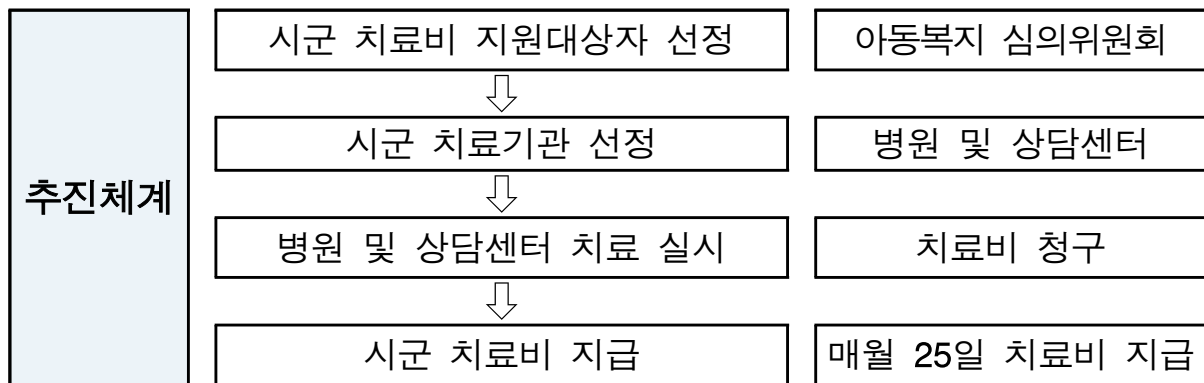 추진체계
시군 치료비 지원대상자 선정
아동복지 심의위원회
시군 치료기관 선정
병원 및 상담센터
병원 및 상담센터 치료 실시
치료비 청구
시군 치료비 지급
매월 25일 치료비 지급